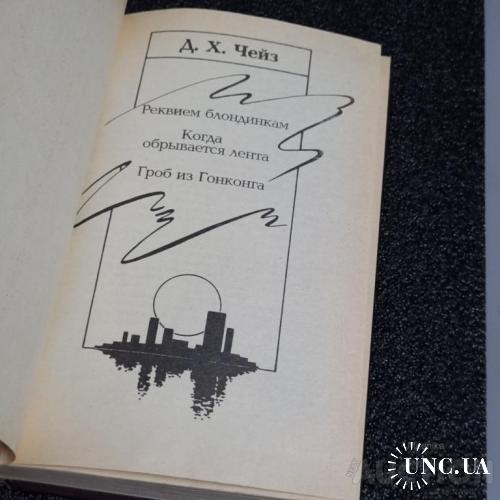 Д. Х. Чейз
Реквием блондинкам
Когда
обрывается лента
Гроб из Гонконга
UNC.UA